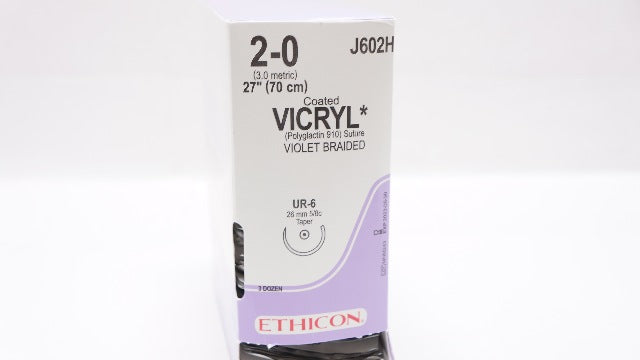 2-0
J602H
(3.0 metric)
27" (70 cm)
Coated
VICRYL*
(Polyglactin 910) Suture
VIOLET BRAIDED
UR-6
26 mm 5/8c
Taper
3 DOZEN
ETHICON